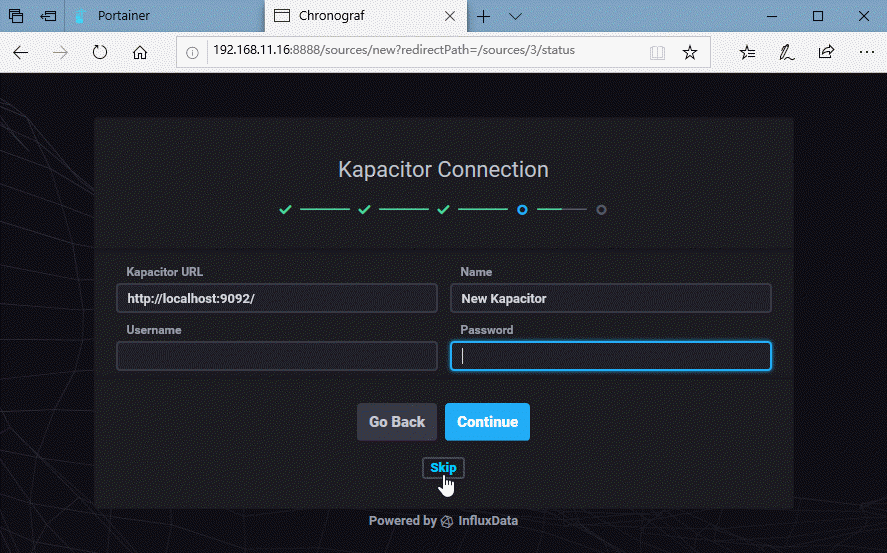 Portainer
Chronograf
192.168.11.16:8888/sources/new?redirectPath=/sources/3/status
Kapacitor Connection
Kapacitor URL
Name
http://localhost:9092/
New Kapacitor
Username
Password
Go Back
Continue
Skip
Powered by InfluxData